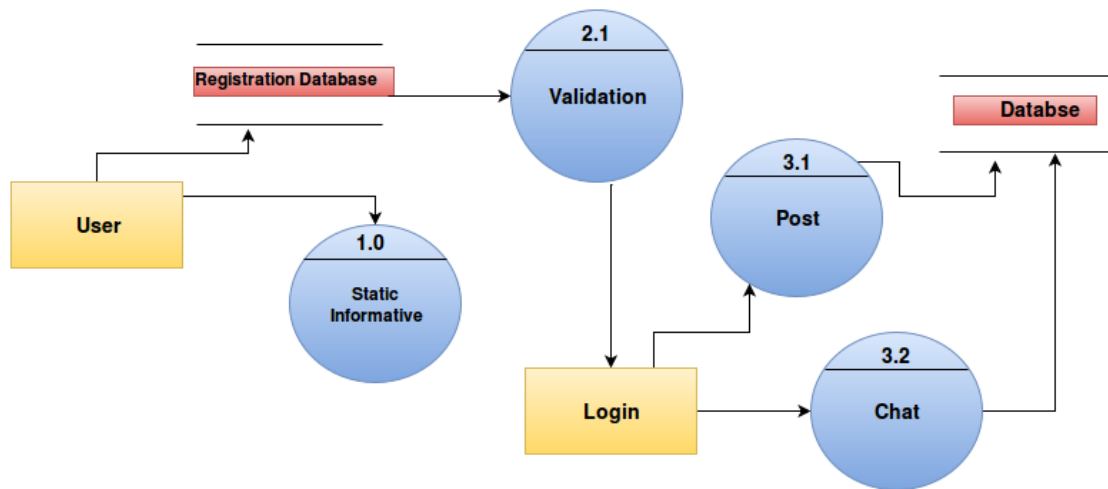 2.1
Validation
Registration Database
Databse
3.1
Post
User
1.0
Static
Informative
3.2
Chat
Login